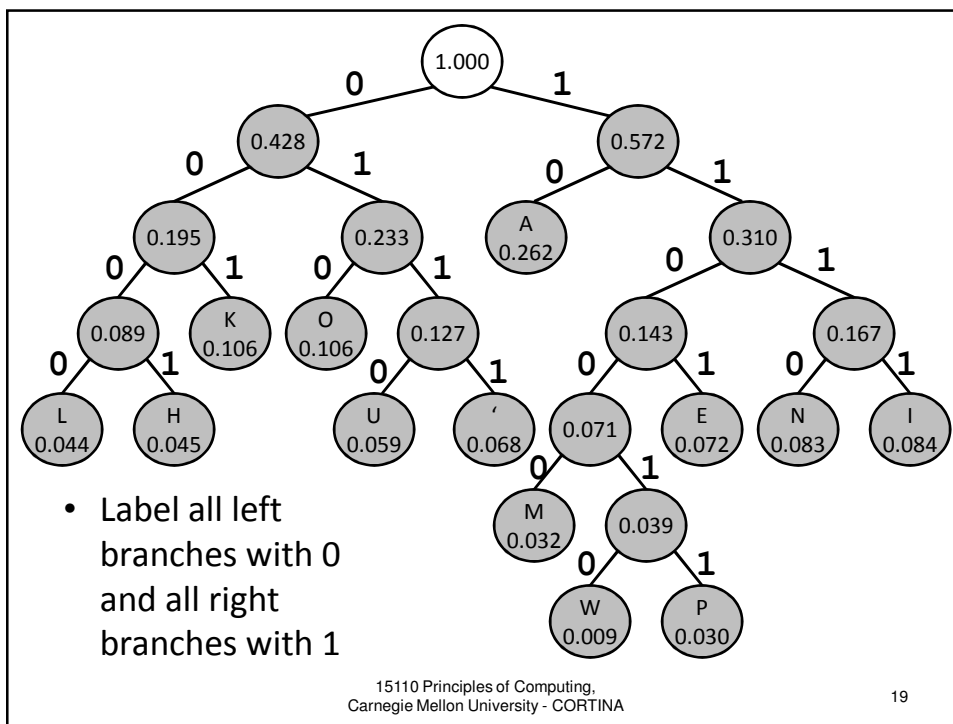 1.000
0 1
0.428 0.572
0 1 0 1
0.195 0.233 A 0.310
0.262
0 1 0 1 0 1
0.089 K 0.106 O 0.106 0.127 0.143 0.167
0 1 0 1 0 1 0 1
L 0.044 H 0.045 U 0.059 ‘ 0.068 0.071 E 0.072 N 0.083 I 0.084
0 1
M 0.032 0.039
0 1
W 0.009 P 0.030
• Label all left
branches with 0
and all right
branches with 1
15110 Principles of Computing,
Carnegie Mellon University - CORTINA
19